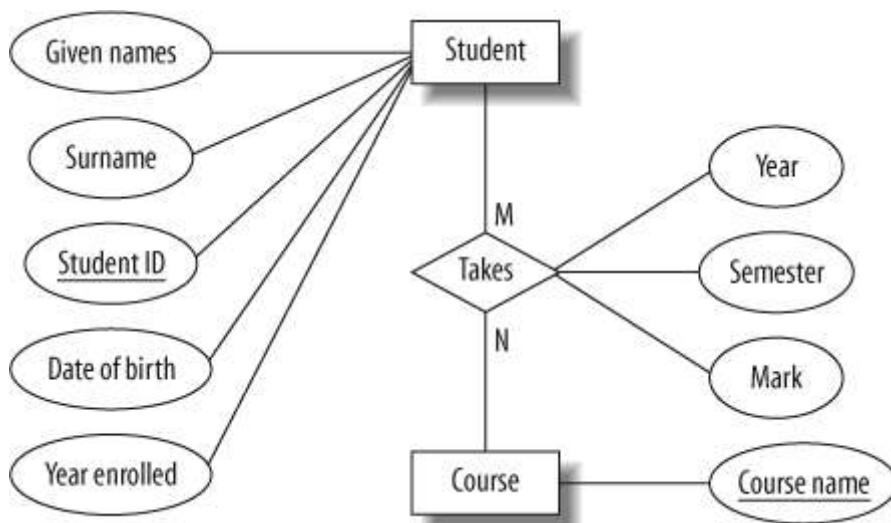 Given names
Student
Surname
Year
Student ID
M
Takes
Semester
N
Date of birth
Mark
Year enrolled
Course
Course name